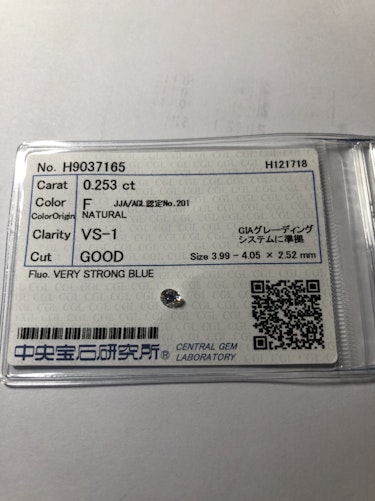 No. H9037165 H121718
Carat 0.253 ct
Color F JJA/AGL認定No.201
ColorOrigin NATURAL
Clarity VS-1 GIAグレーディング
システムに準拠
Cut GOOD Size 3.99 - 4.05 × 2.52 mm
Fluo. VERY STRONG BLUE
中央宝石研究所® CENTRAL GEM
LABORATORY